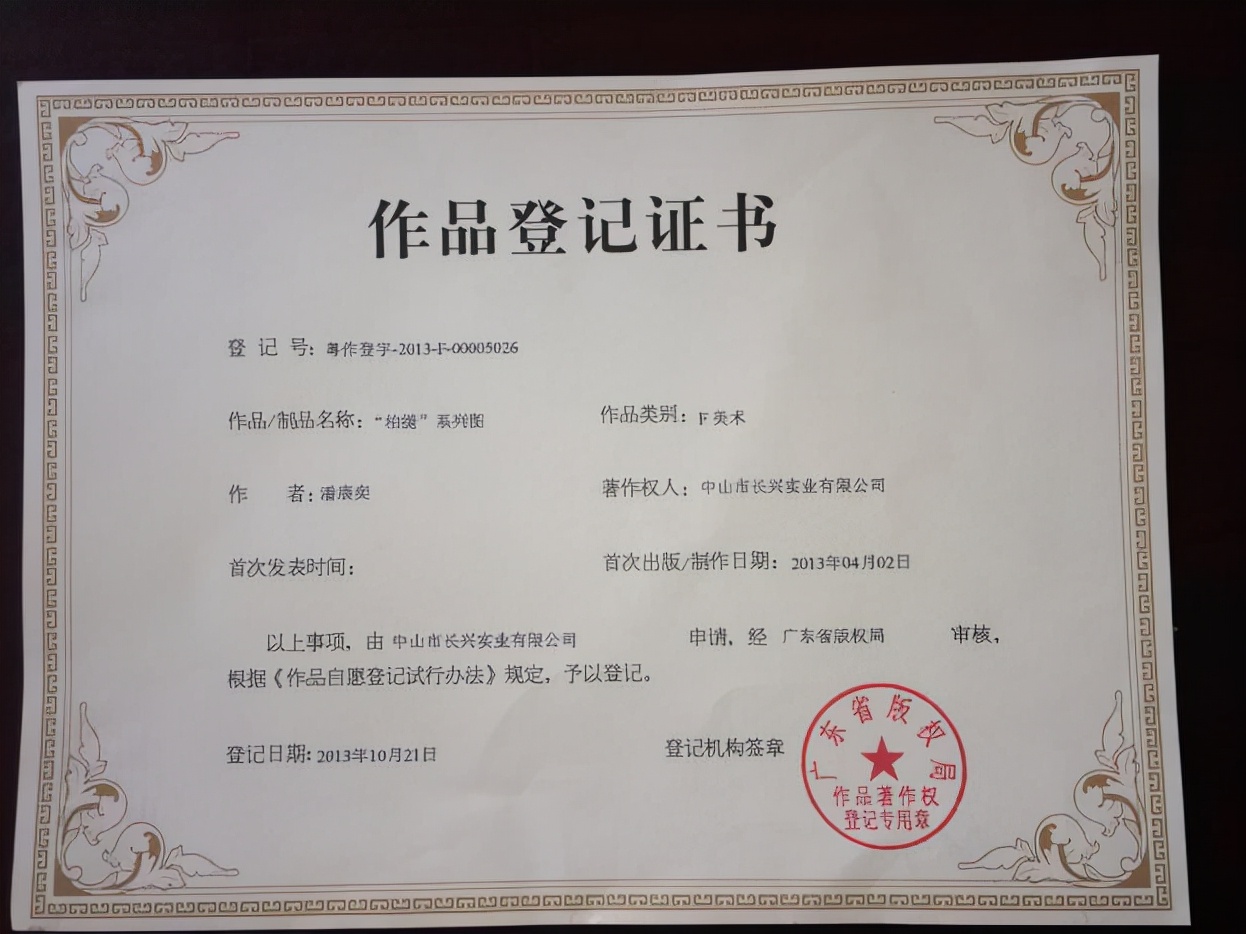 作品登记证书
登 记 号：粤作登字-2013-F-00005026
作品/制品名称： 系列图 作品类别：F 美术
作 者：潘 著作权人：中山市长兴实业有限公司
首次发表时间： 首次出版/制作日期：2013年04月02日
以上事项，由 中山市长兴实业有限公司 申请，经 广东省版权局 审核，
根据《作品自愿登记试行办法》规定，予以登记。
登记日期：2013年10月21日 登记机构签章
广东省版权局
作品著作权
登记专用章